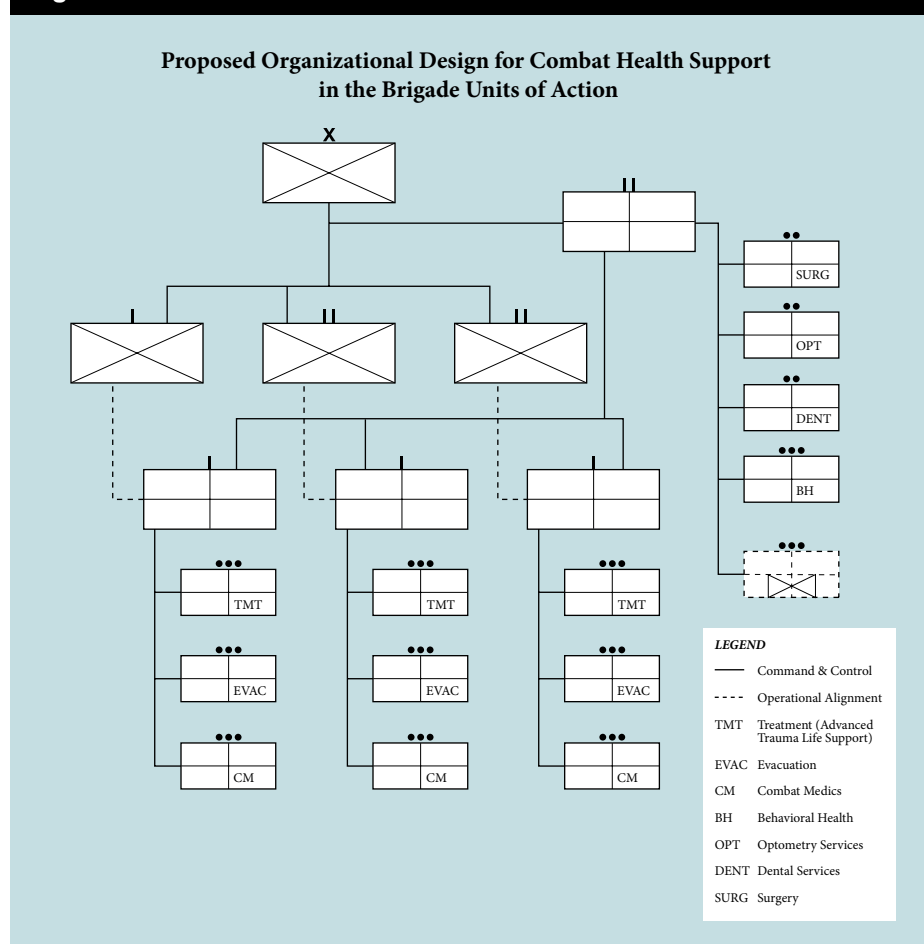 Proposed Organizational Design for Combat Health Support
in the Brigade Units of Action
X
II
SURG
I
II
II
OPT
DENT
BH
I
I
I
TMT
TMT
TMT
EVAC
EVAC
EVAC
CM
CM
CM
LEGEND
Command & Control
Operational Alignment
TMT Treatment (Advanced
Trauma Life Support)
EVAC Evacuation
CM Combat Medics
BH Behavioral Health
OPT Optometry Services
DENT Dental Services
SURG Surgery